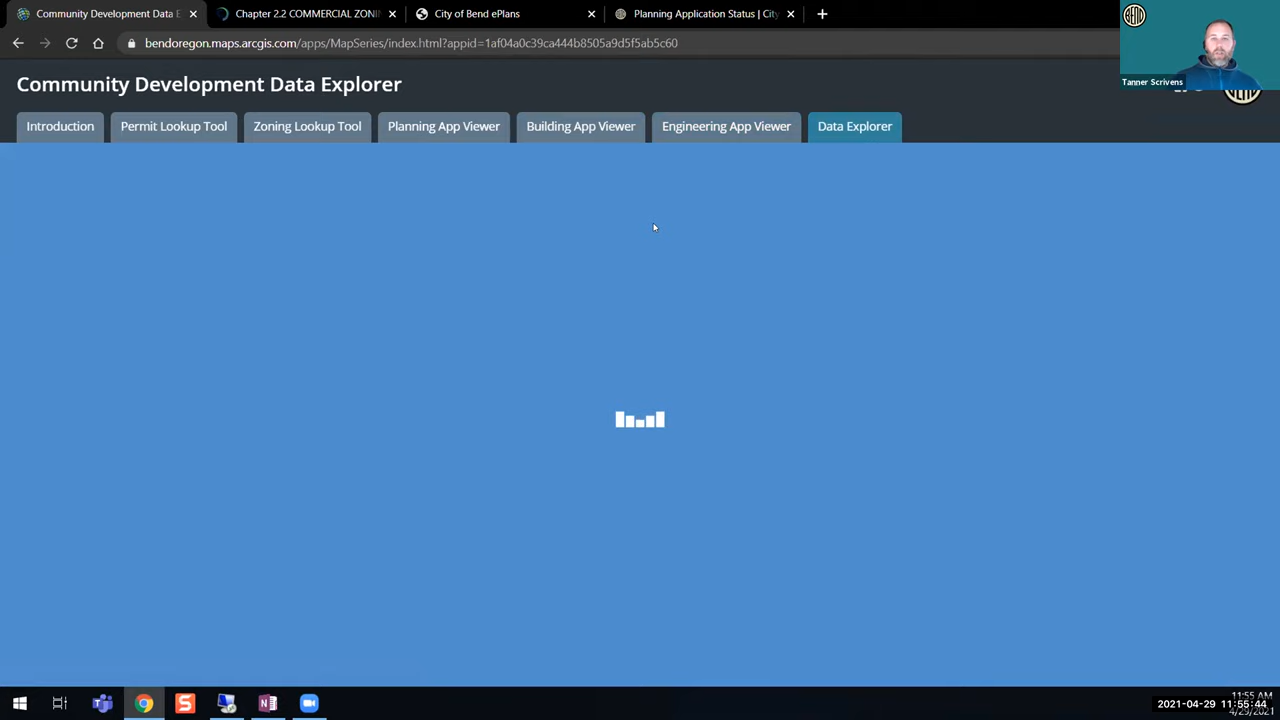 Community Development Data E
Chapter 2.2 COMMERCIAL ZONI
City of Bend ePlans
Planning Application Status | City
bendoregon.maps.arcgis.com/apps/MapSeries/index.html?appid=1af04a0c39ca444b8505a9d5f5ab5c60
BEND
Tanner Scrivens
Community Development Data Explorer
Introduction
Permit Lookup Tool
Zoning Lookup Tool
Planning App Viewer
Building App Viewer
Engineering App Viewer
Data Explorer
11:55 AM
2021-04-29 11:55:44